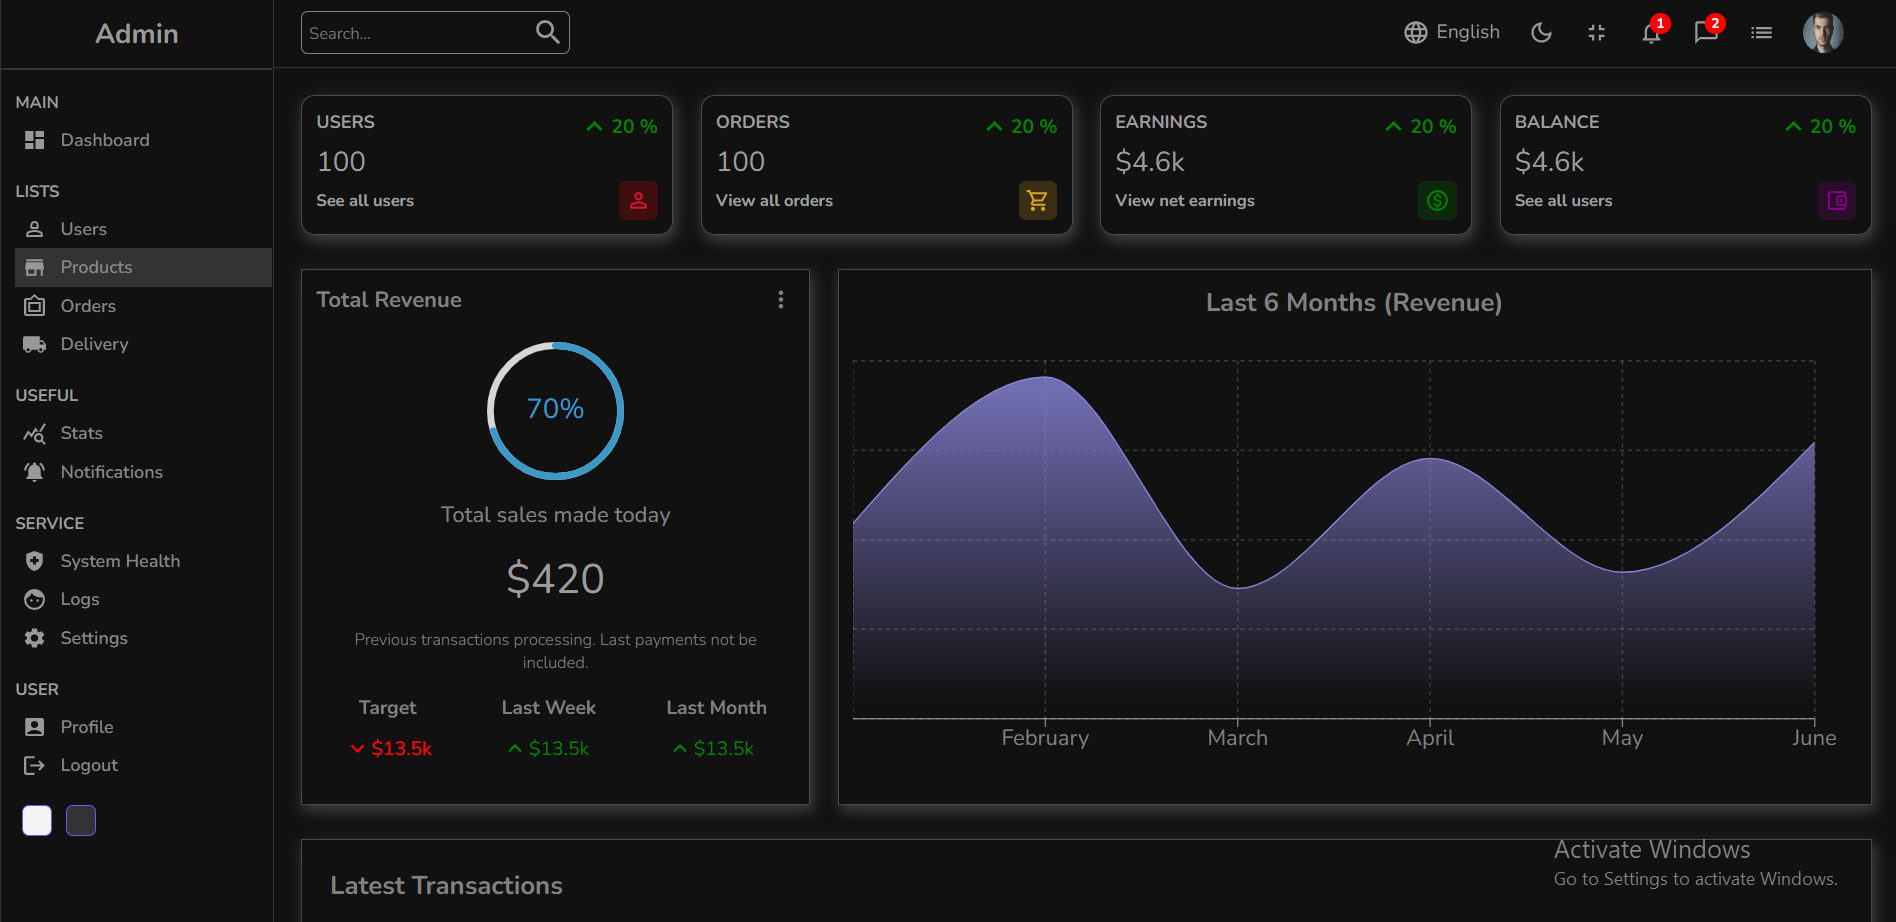 Admin
Search...
English
1
2
MAIN
Dashboard
LISTS
Users
Products
Orders
Delivery
USEFUL
Stats
Notifications
SERVICE
System Health
Logs
Settings
USER
Profile
Logout
USERS
20 %
100
See all users
ORDERS
20 %
100
View all orders
EARNINGS
20 %
$4.6k
View net earnings
BALANCE
20 %
$4.6k
See all users
Total Revenue
70%
Total sales made today
$420
Previous transactions processing. Last payments not be
included.
Target
Last Week
Last Month
$13.5k
$13.5k
$13.5k
Last 6 Months (Revenue)
February
March
April
May
June
Latest Transactions
Activate Windows
Go to Settings to activate Windows.